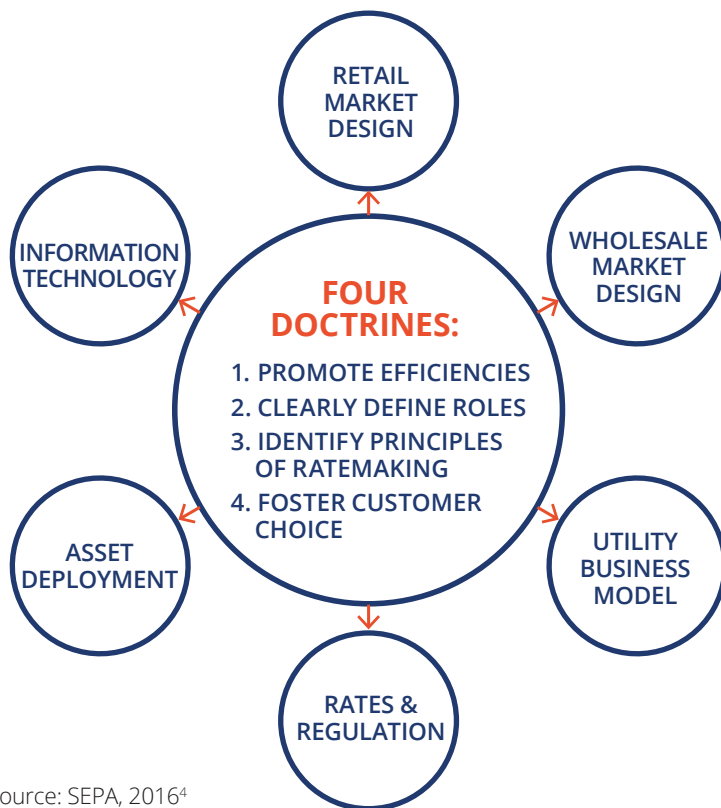 RETAIL
MARKET
DESIGN
INFORMATION
TECHNOLOGY
WHOLESALE
MARKET
DESIGN
FOUR
DOCTRINES:
1. PROMOTE EFFICIENCIES
2. CLEARLY DEFINE ROLES
3. IDENTIFY PRINCIPLES
OF RATEMAKING
4. FOSTER CUSTOMER
CHOICE
ASSET
DEPLOYMENT
UTILITY
BUSINESS
MODEL
RATES &
REGULATION
ource: SEPA, 2016⁴